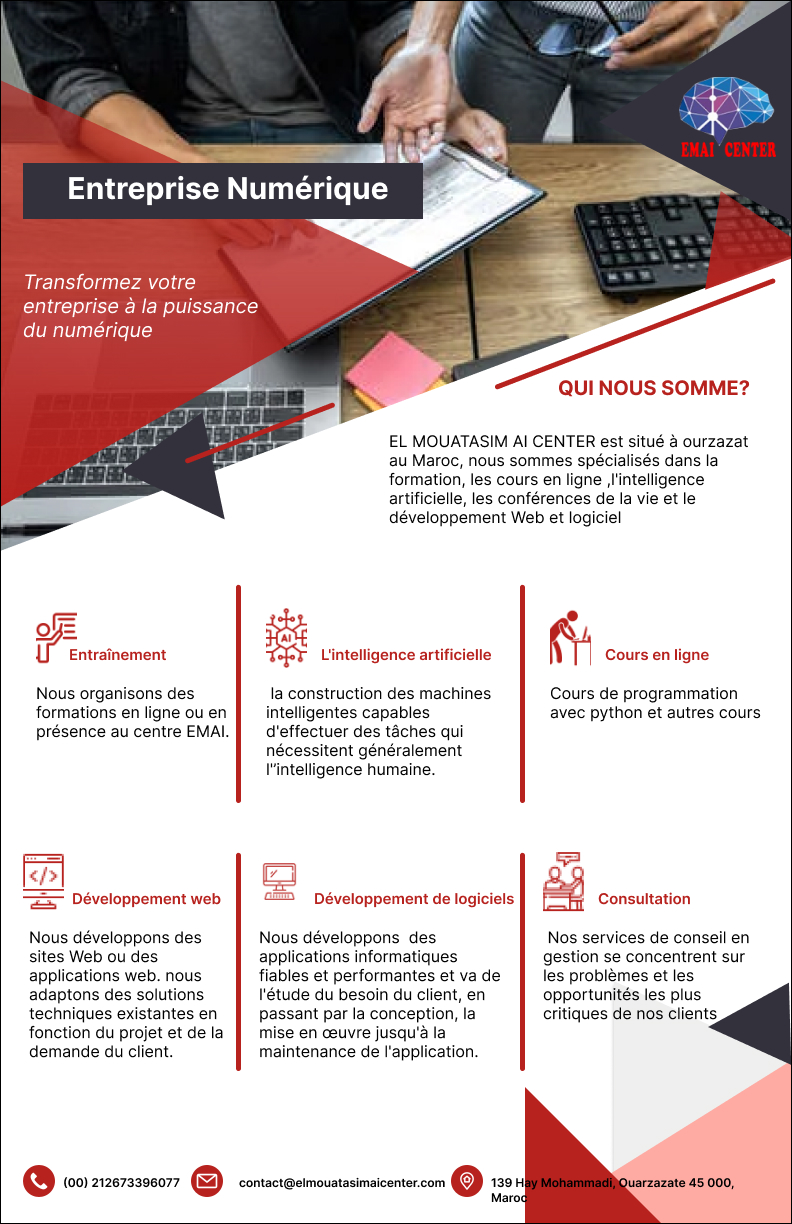 EMAI CENTER
Entreprise Numérique
Transformez votre
entreprise à la puissance
du numérique
QUI NOUS SOMME?
EL MOUATASIM AI CENTER est situé à ourzazat
au Maroc, nous sommes spécialisés dans la
formation, les cours en ligne ,l'intelligence
artificielle, les conférences de la vie et le
développement Web et logiciel
Entraînement
Nous organisons des
formations en ligne ou en
présence au centre EMAI.
AI
L'intelligence artificielle
la construction des machines
intelligentes capables
d'effectuer des tâches qui
nécessitent généralement
l'’intelligence humaine.
Cours en ligne
Cours de programmation
avec python et autres cours
</>
Développement web
Nous développons des
sites Web ou des
applications web. nous
adaptons des solutions
techniques existantes en
fonction du projet et de la
demande du client.
Développement de logiciels
Nous développons  des
applications informatiques
fiables et performantes et va de
l'étude du besoin du client, en
passant par la conception, la
mise en œuvre jusqu'à la
maintenance de l'application.
Consultation
Nos services de conseil en
gestion se concentrent sur
les problèmes et les
opportunités les plus
critiques de nos clients
(00) 212673396077
contact@elmouatasimaicenter.com
139 Hay Mohammadi, Ouarzazate 45 000,
Maroc